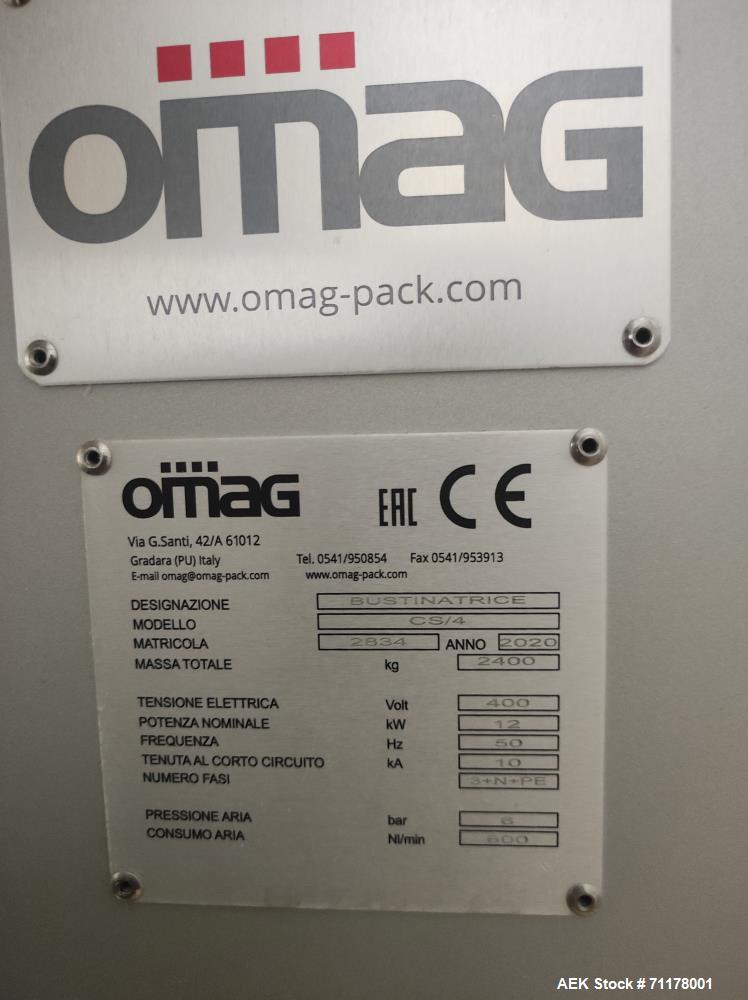 omaG
www.omag-pack.com
omaG EAC CE
Via G.Santi, 42/A 61012
Gradara (PU) Italy Tel. 0541/950854 Fax 0541/953913
E-mail omag@omag-pack.com www.omag-pack.com
DESIGNAZIONE BUSTINATRICE
MODELLO CS/4
MATRICOLA 2834 ANNO 2020
MASSA TOTALE kg 2400
TENSIONE ELETTRICA Volt 400
POTENZA NOMINALE kW 12
FREQUENZA Hz 50
TENUTA AL CORTO CIRCUITO kA 10
NUMERO FASI 3+N+PE
PRESSIONE ARIA bar 6
CONSUMO ARIA Nl/min
AEK Stock # 71178001